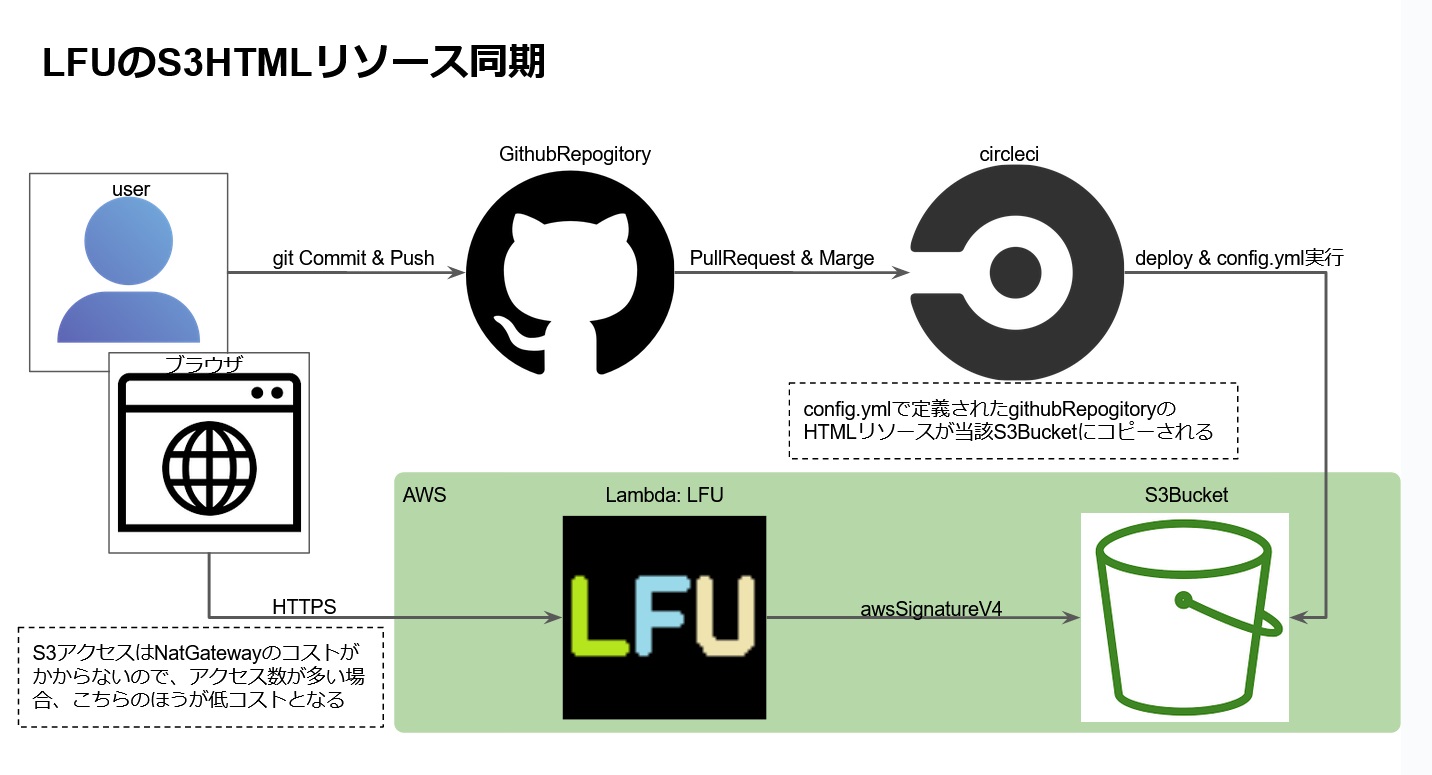 LFUのS3HTMLリソース同期
GithubRepogitory
circleci
user
git Commit & Push
PullRequest & Marge
deploy & config.yml実行
ブラウザ
config.ymlで定義されたgithubRepogitoryの
HTMLリソースが当該S3Bucketにコピーされる
AWS
Lambda: LFU
S3Bucket
LFU
HTTPS
awsSignatureV4
S3アクセスはNatGatewayのコストが
かからないので、アクセス数が多い場
合、こちらのほうが低コストとなる